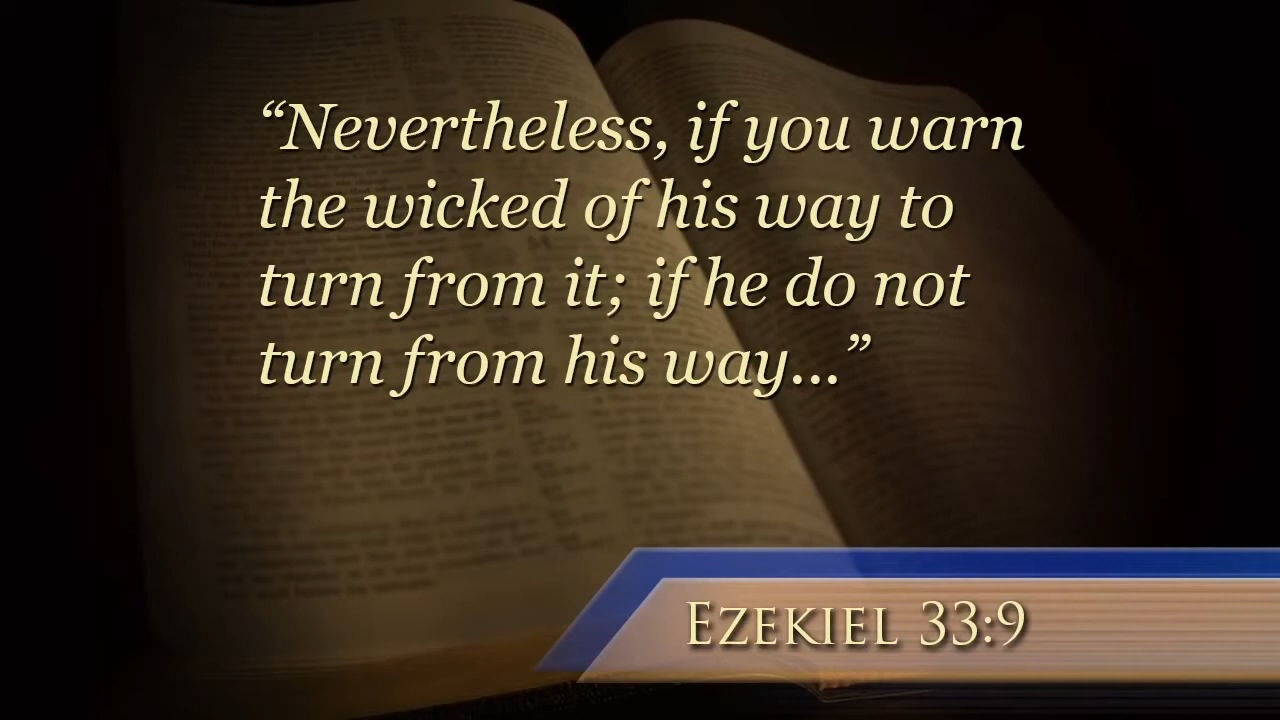 “Nevertheless, if you warn
the wicked of his way to
turn from it; if he do not
turn from his way...”
EZEKIEL 33:9